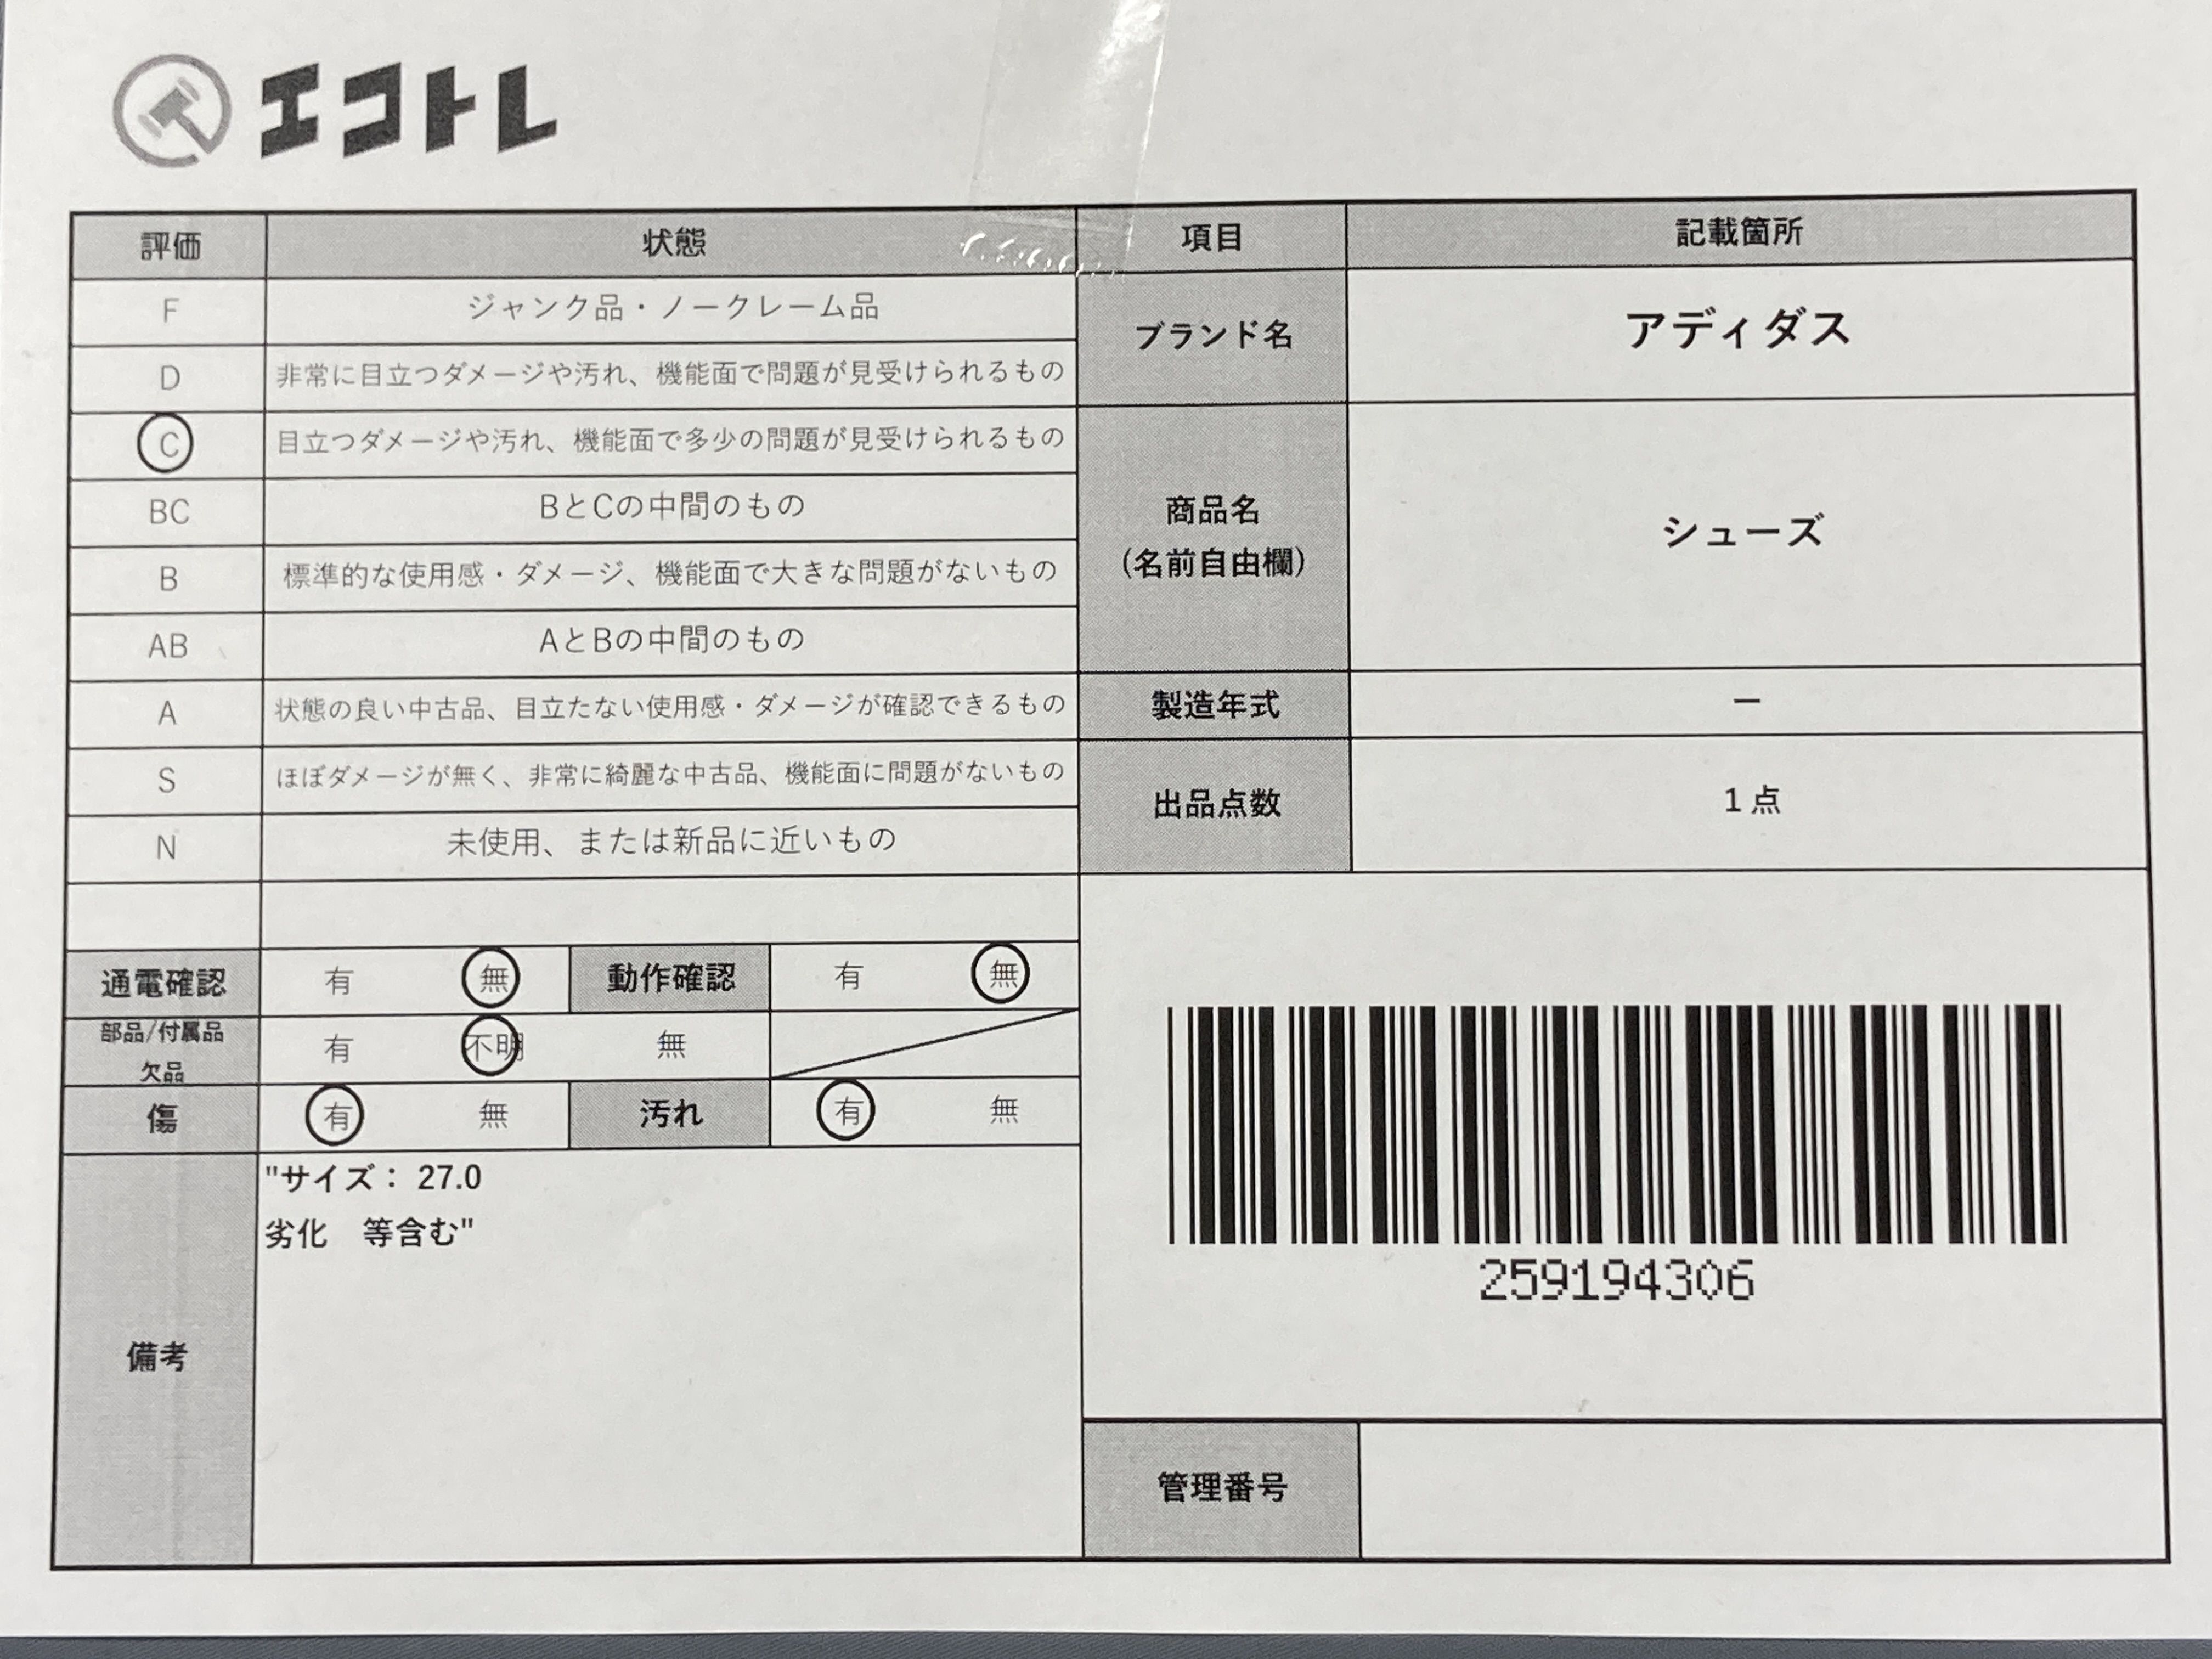 エコトレ
評価 状態 項目 記載箇所
F ジャンク品・ノークレーム品
D 非常に目立つダメージや汚れ、機能面で問題が見受けられるもの
C 目立つダメージや汚れ、機能面で多少の問題が見受けられるもの
BC BとCの中間のもの
B 標準的な使用感・ダメージ、機能面で大きな問題がないもの
AB AとBの中間のもの
A 状態の良い中古品、目立たない使用感・ダメージが確認できるもの
S ほぼダメージが無く、非常に綺麗な中古品、機能面に問題がないもの
N 未使用、または新品に近いもの
ブランド名 アディダス
商品名
(名前自由欄)
シューズ
製造年式 ー
出品点数 1点
通電確認 有 無 動作確認 有 無
部品/付属品
欠品
有 不明 無
傷 有 無 汚れ 有 無
備考
"サイズ： 27.0
劣化 等含む"
259194306
管理番号